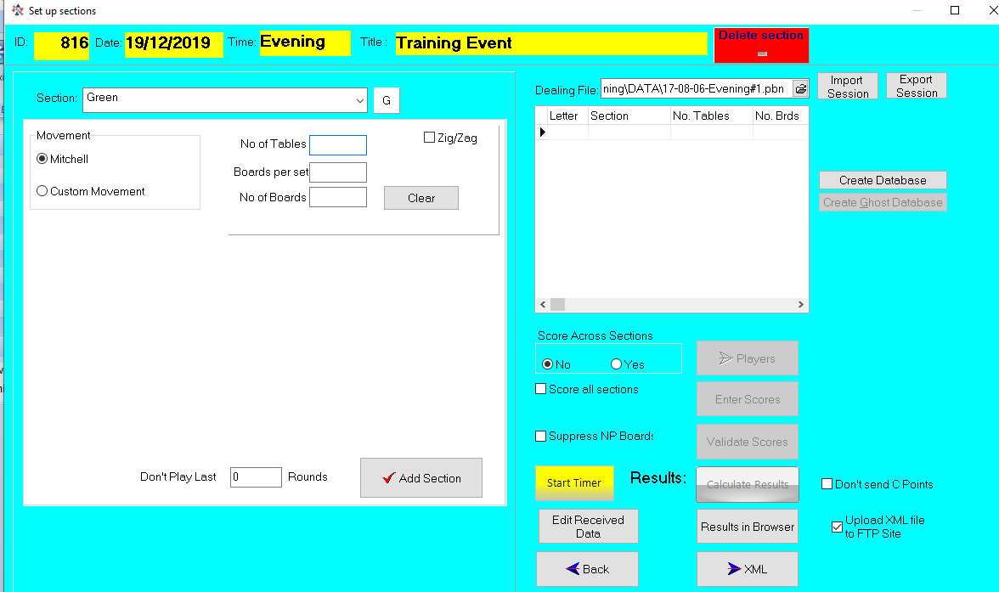 Set up sections
ID: 816 Date: 19/12/2019 Time: Evening Title : Training Event Delete section
Section: Green G
Dealing File: ning\DATA\17-08-06-Evening#1.pbn
Import Session
Export Session
Letter Section No. Tables No. Brds
Movement
Mitchell
Custom Movement
No of Tables
Zig/Zag
Boards per set
No of Boards
Clear
Create Database
Create Ghost Database
Don't Play Last 0 Rounds
Add Section
Score Across Sections
No Yes
Score all sections
Suppress NP Boards
Players
Enter Scores
Validate Scores
Start Timer
Results:
Calculate Results
Don't send C Points
Edit Received Data
Results in Browser
Upload XML file
to FTP Site
Back
XML